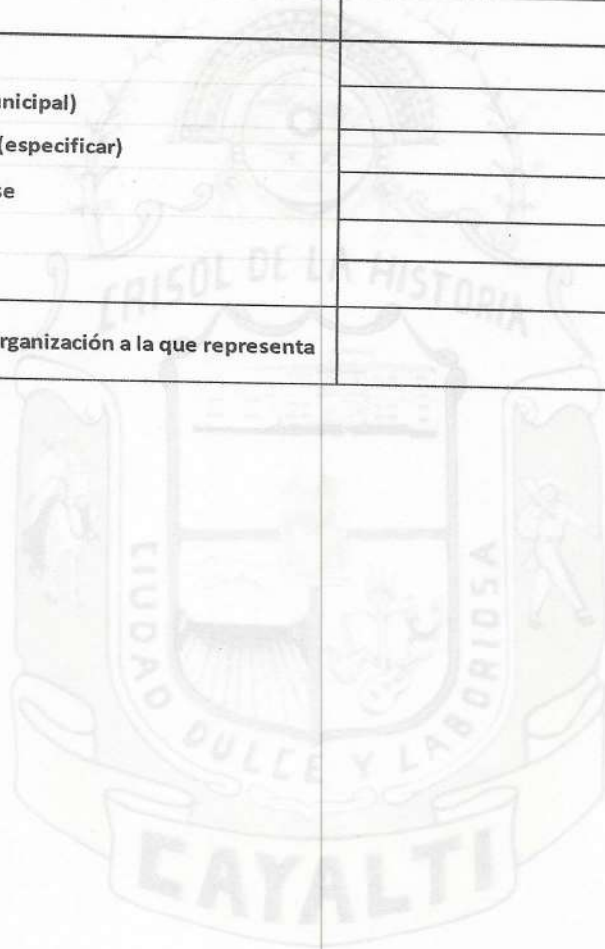 unicipal)
(especificar)
se
CRISOL DE LA HISTORIA
rganización a la que representa
CIUDAD DULCE Y LABORIOSA
CAYALTI